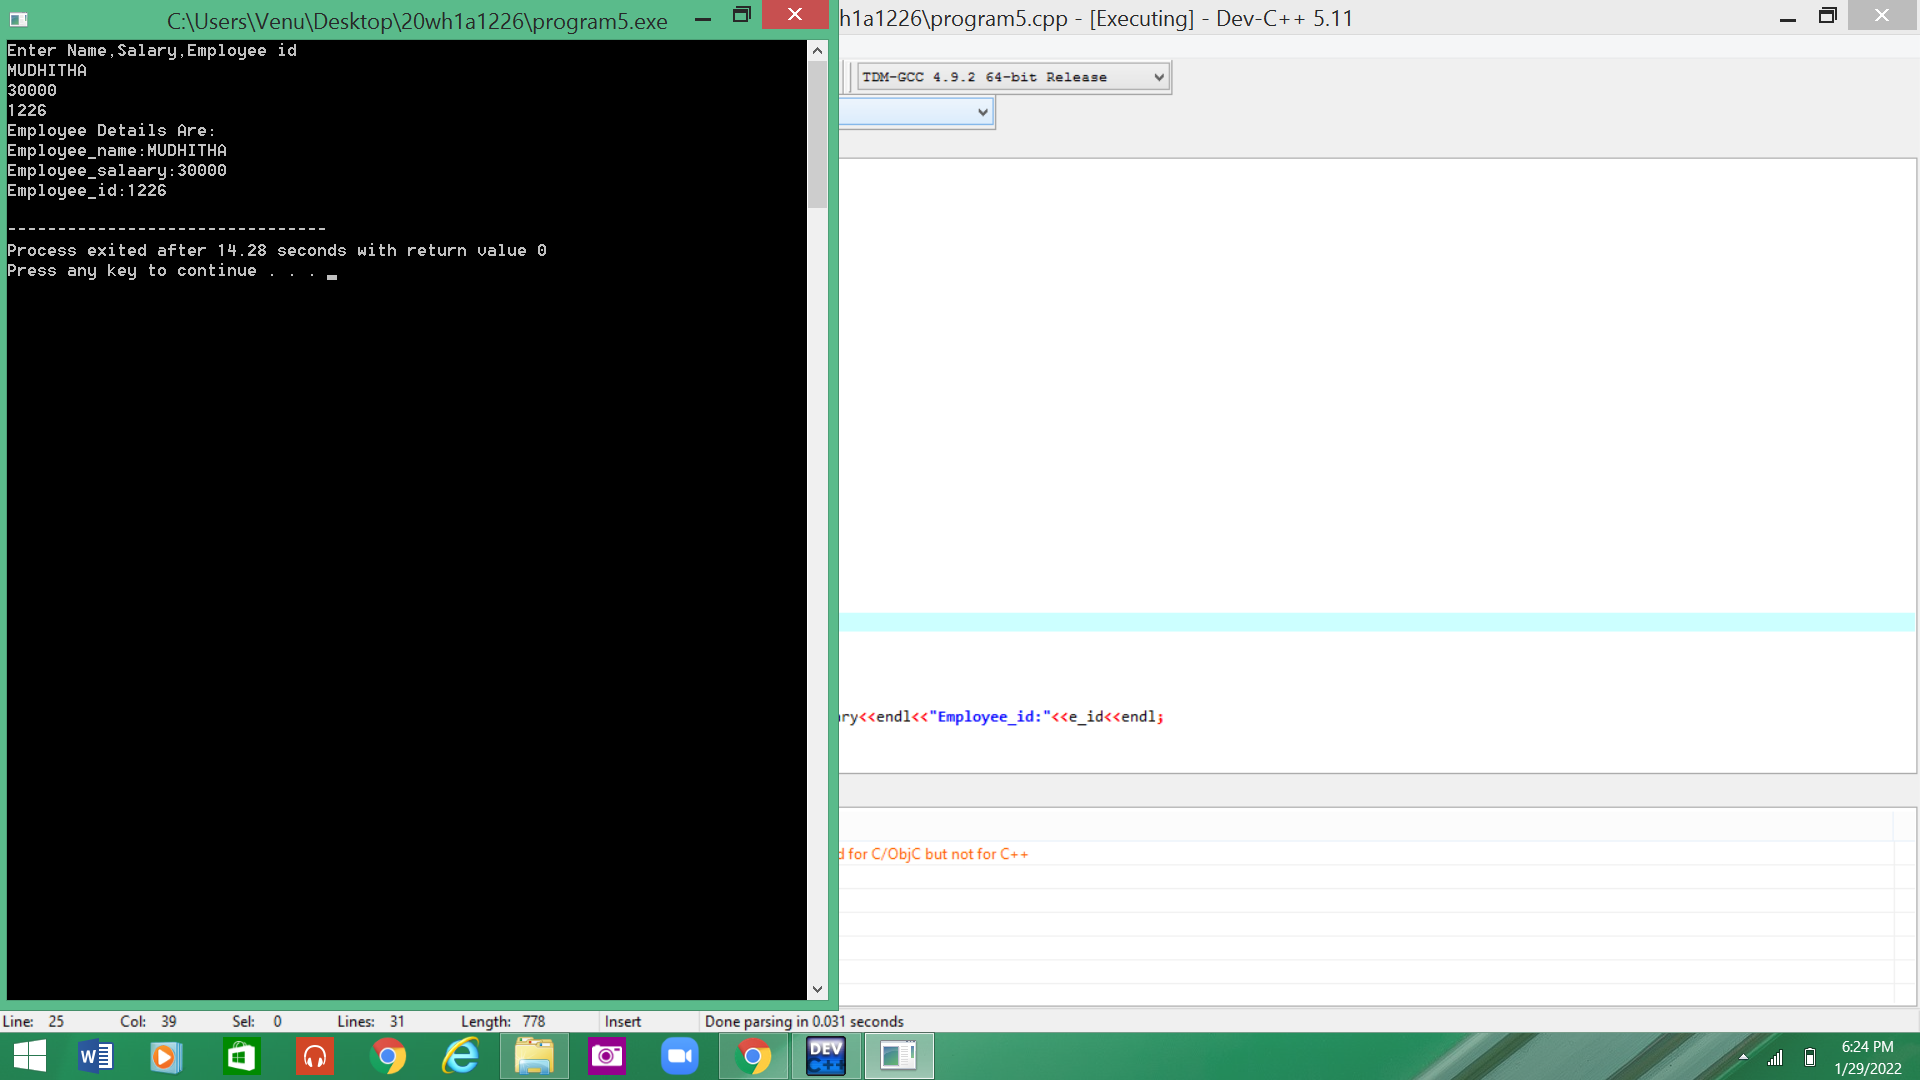 C:\Users\Venu\Desktop\20wh1a1226\program5.exe
h1a1226\program5.cpp - [Executing] - Dev-C++ 5.11
Enter Name,Salary,Employee id
MUDHITHA
30000
1226
Employee Details Are:
Employee_name:MUDHITHA
Employee_salaary:30000
Employee_id:1226
--------------------------------
Process exited after 14.28 seconds with return value 0
Press any key to continue . . .
TDM-GCC 4.9.2 64-bit Release
ry<<endl<<"Employee_id:"<<e_id<<endl;
d for C/ObjC but not for C++
Line: 25 Col: 39 Sel: 0 Lines: 31 Length: 778 Insert Done parsing in 0.031 seconds
DEV
C++
6:24 PM
1/29/2022